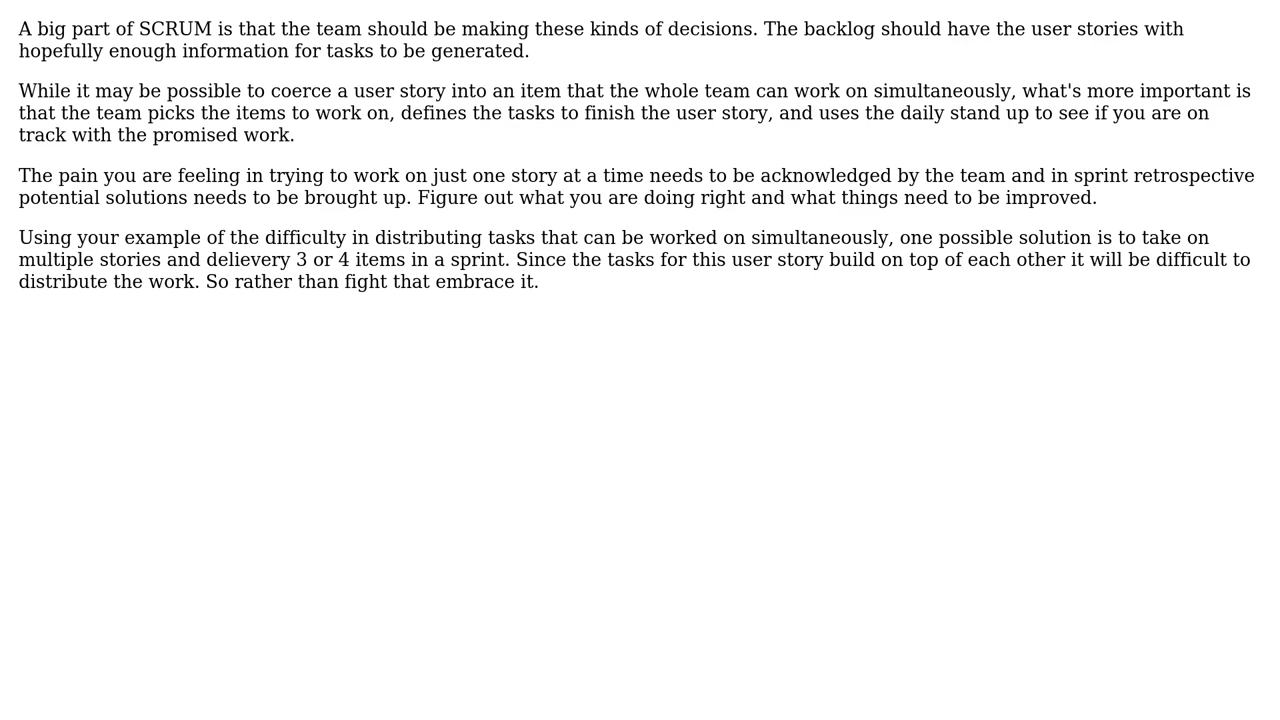 A big part of SCRUM is that the team should be making these kinds of decisions. The backlog should have the user stories with
hopefully enough information for tasks to be generated.
While it may be possible to coerce a user story into an item that the whole team can work on simultaneously, what's more important is
that the team picks the items to work on, defines the tasks to finish the user story, and uses the daily stand up to see if you are on
track with the promised work.
The pain you are feeling in trying to work on just one story at a time needs to be acknowledged by the team and in sprint retrospective
potential solutions needs to be brought up. Figure out what you are doing right and what things need to be improved.
Using your example of the difficulty in distributing tasks that can be worked on simultaneously, one possible solution is to take on
multiple stories and delievery 3 or 4 items in a sprint. Since the tasks for this user story build on top of each other it will be difficult to
distribute the work. So rather than fight that embrace it.